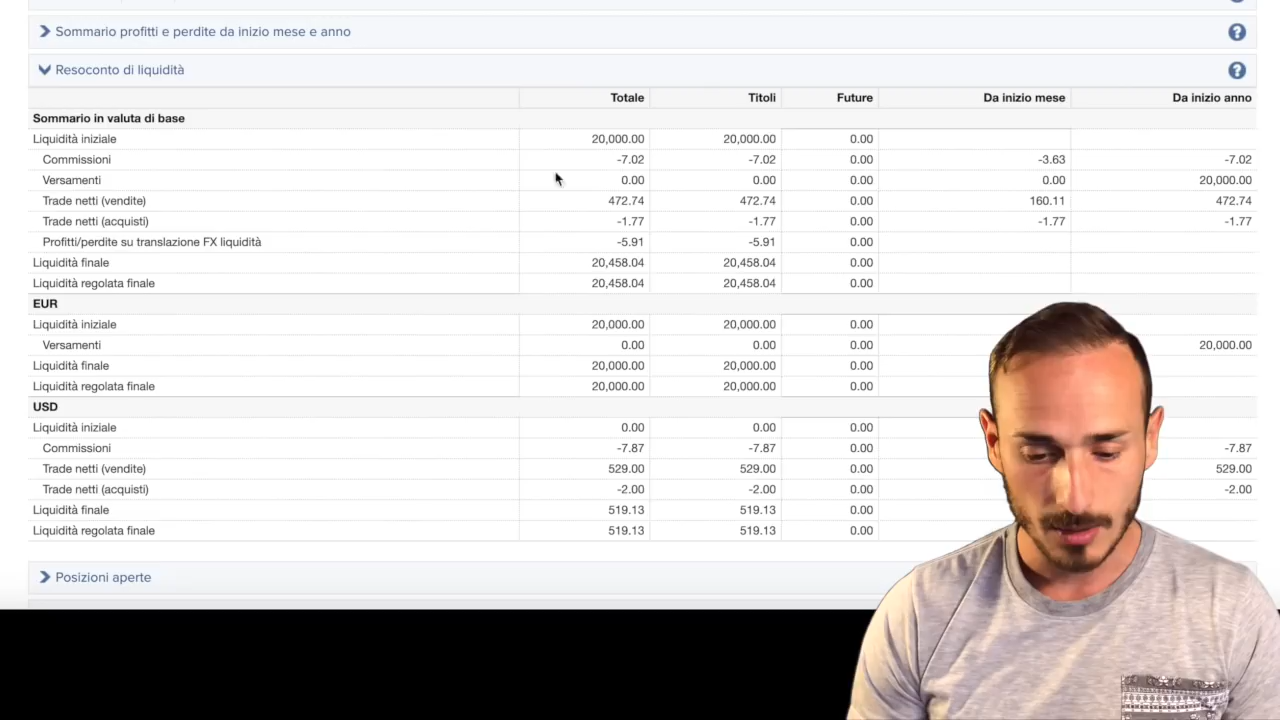 Sommario profitti e perdite da inizio mese e anno
Resoconto di liquidità
Totale Titoli Future Da inizio mese Da inizio anno
Sommario in valuta di base
Liquidità iniziale 20,000.00 20,000.00 0.00
Commissioni -7.02 -7.02 0.00 -3.63 -7.02
Versamenti 0.00 0.00 0.00 0.00 20,000.00
Trade netti (vendite) 472.74 472.74 0.00 160.11 472.74
Trade netti (acquisti) -1.77 -1.77 0.00 -1.77 -1.77
Profitti/perdite su translazione FX liquidità -5.91 -5.91 0.00
Liquidità finale 20,458.04 20,458.04 0.00
Liquidità regolata finale 20,458.04 20,458.04 0.00
EUR
Liquidità iniziale 20,000.00 20,000.00 0.00
Versamenti 0.00 0.00 0.00 20,000.00
Liquidità finale 20,000.00 20,000.00 0.00
Liquidità regolata finale 20,000.00 20,000.00 0.00
USD
Liquidità iniziale 0.00 0.00 0.00
Commissioni -7.87 -7.87 0.00 -7.87
Trade netti (vendite) 529.00 529.00 0.00 529.00
Trade netti (acquisti) -2.00 -2.00 0.00 -2.00
Liquidità finale 519.13 519.13 0.00
Liquidità regolata finale 519.13 519.13 0.00
Posizioni aperte